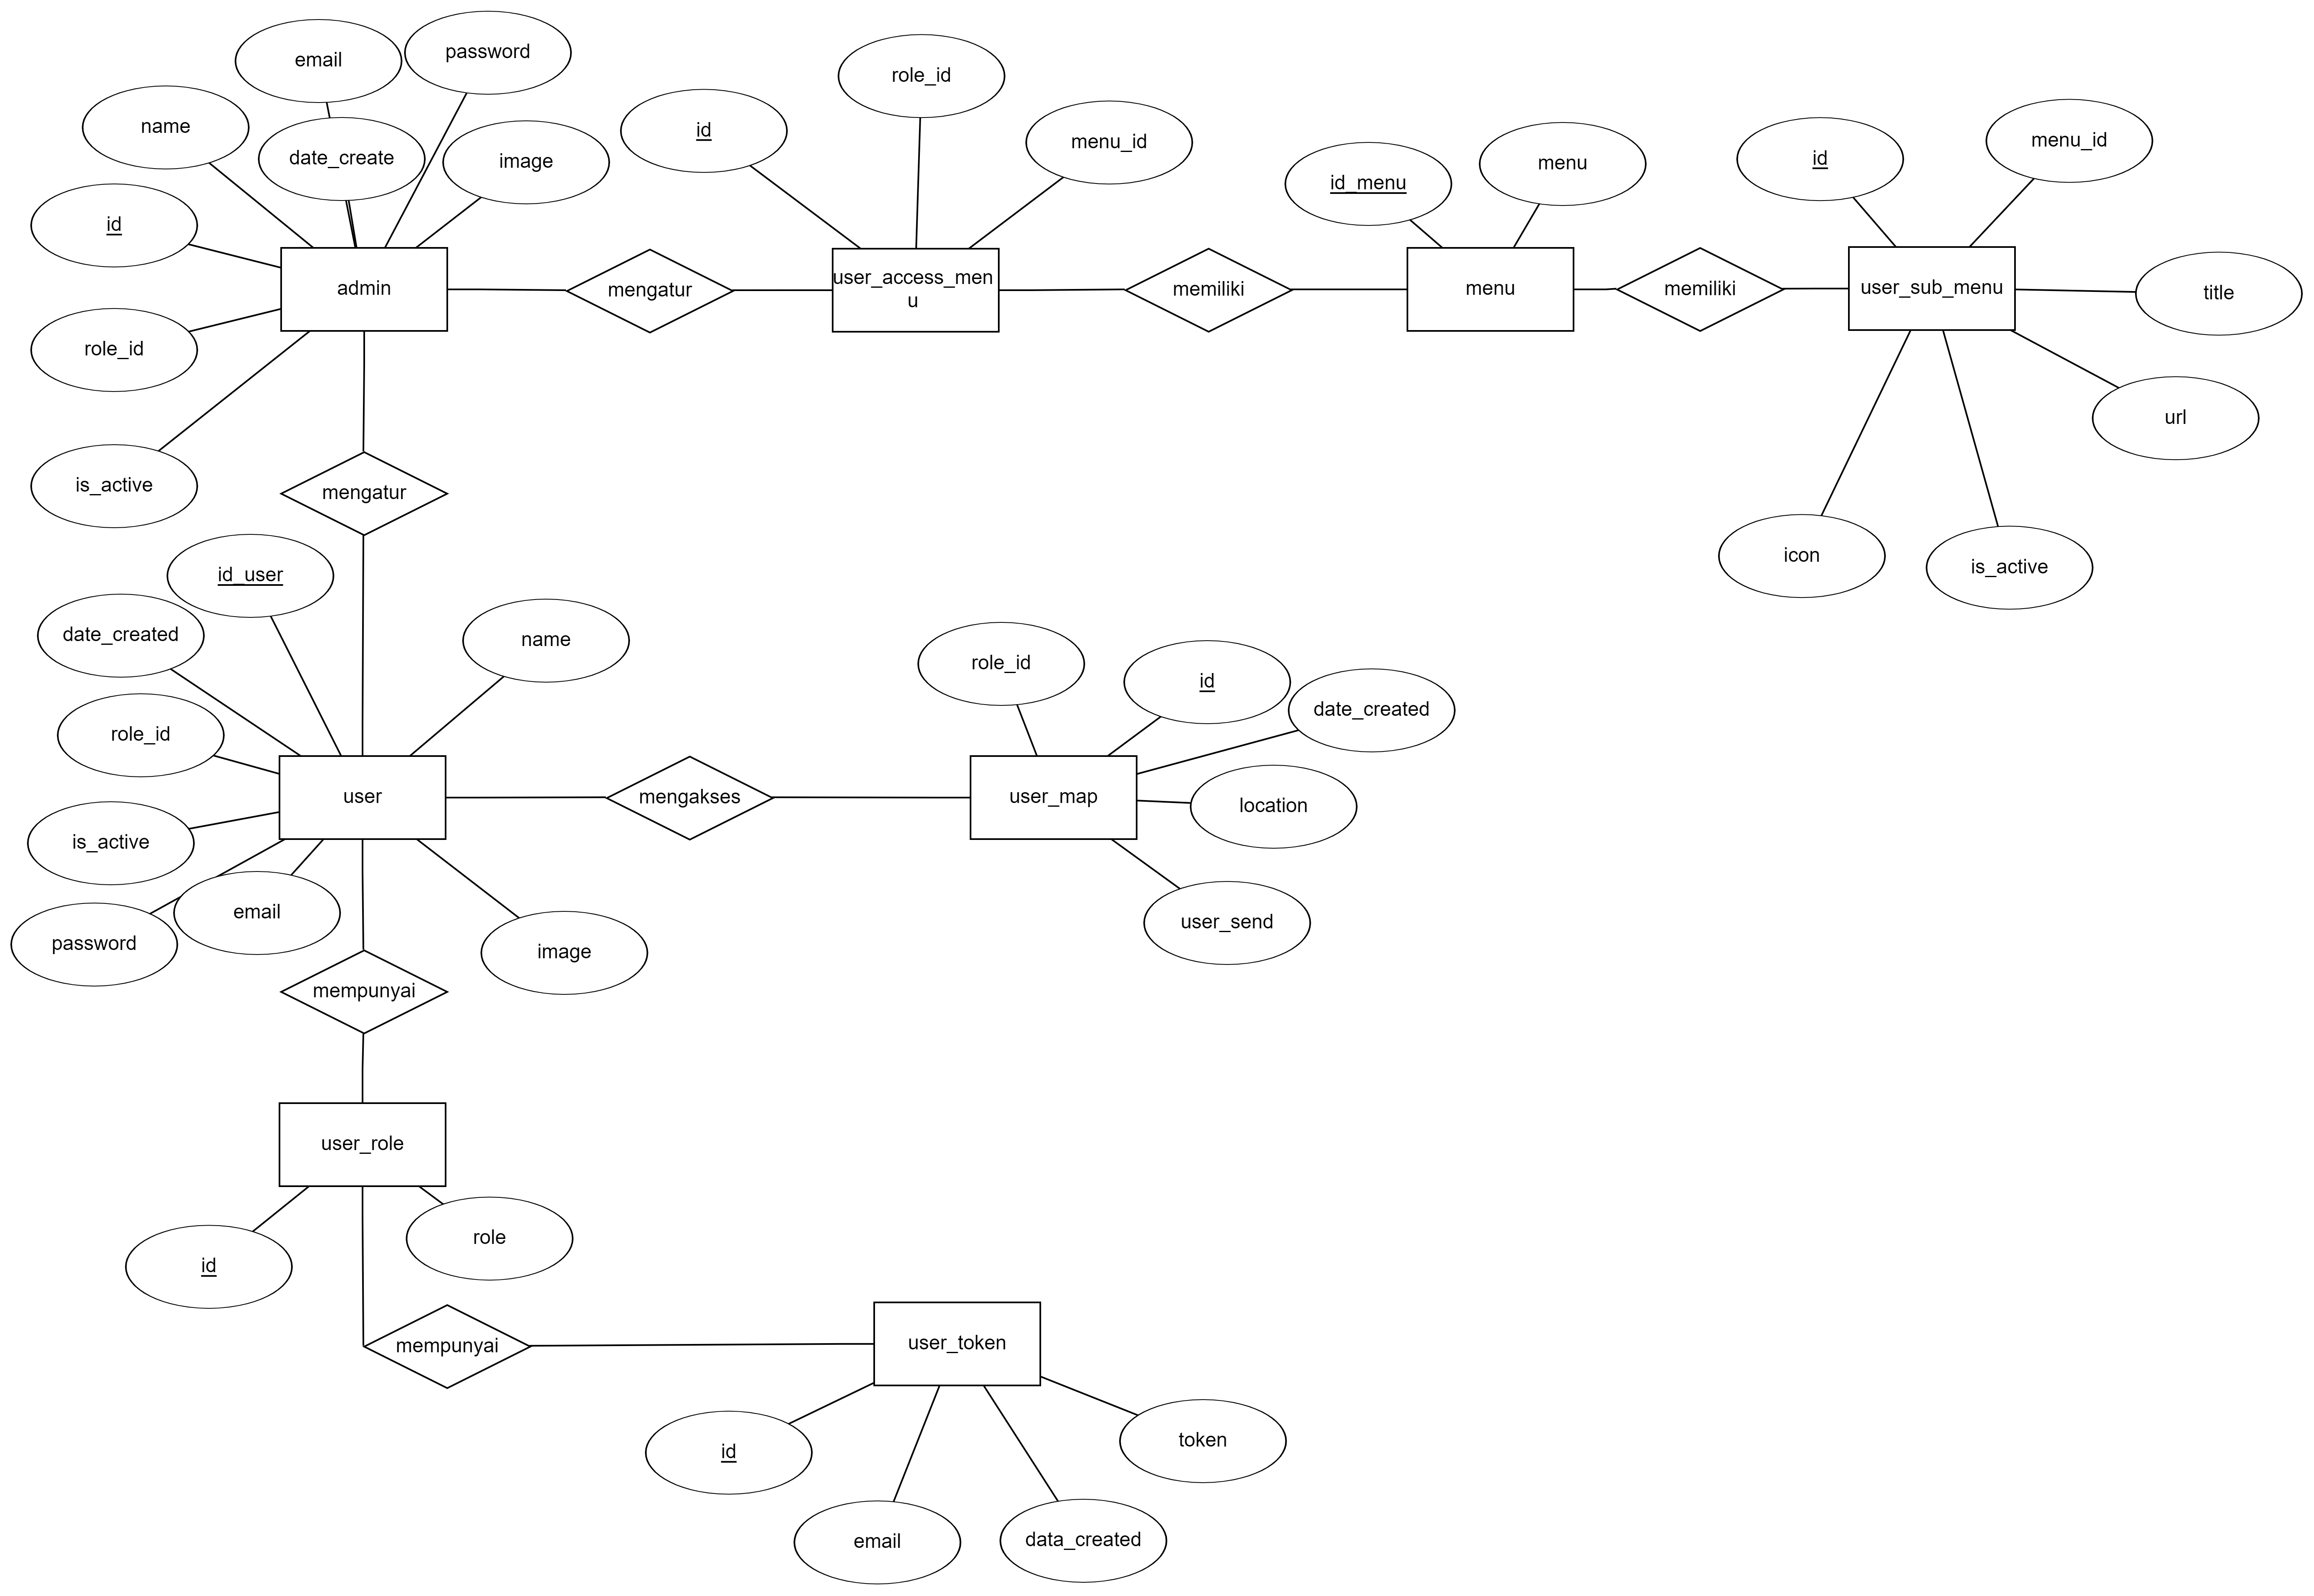 email
password
name
date_create
image
id
role_id
is_active
admin
mengatur
id
role_id
menu_id
user_access_men
u
memiliki
id_menu
menu
menu
memiliki
id
menu_id
user_sub_menu
title
url
icon
is_active
mengatur
id_user
date_created
name
role_id
is_active
user
password
email
image
mengakses
role_id
id
date_created
user_map
location
user_send
mempunyai
user_role
id
role
mempunyai
user_token
id
email
data_created
token